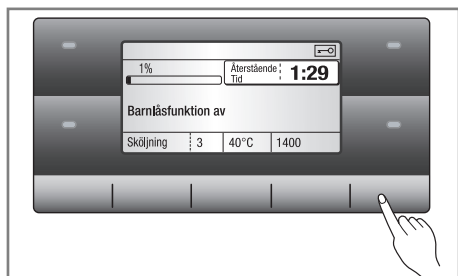 1%
Återstående
Tid
1:29
Barnlåsfunktion av
Sköljning 3 40°C 1400